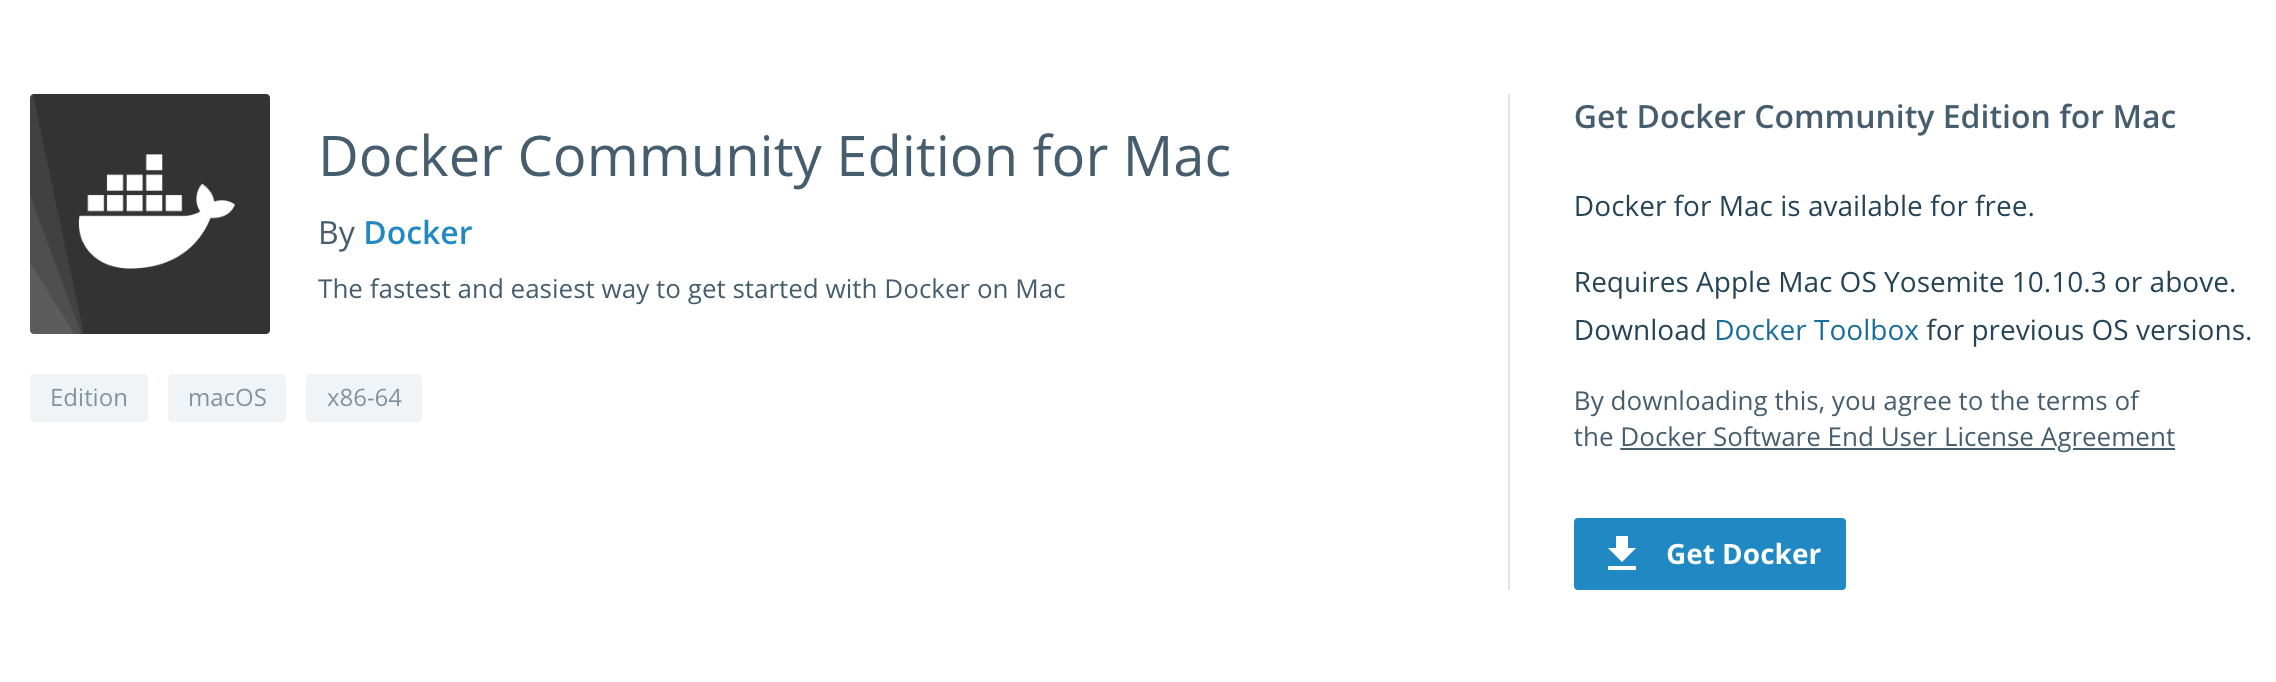 Docker Community Edition for Mac
By Docker
The fastest and easiest way to get started with Docker on Mac
Edition
macOS
x86-64
Get Docker Community Edition for Mac
Docker for Mac is available for free.
Requires Apple Mac OS Yosemite 10.10.3 or above.
Download Docker Toolbox for previous OS versions.
By downloading this, you agree to the terms of
the Docker Software End User License Agreement
Get Docker